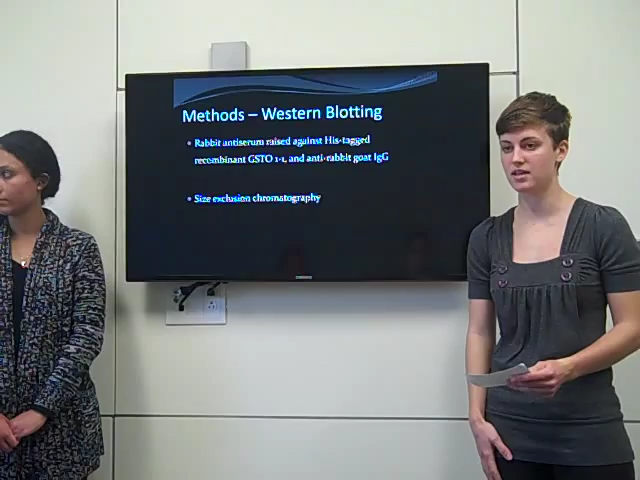 Methods – Western Blotting
• Rabbit antiserum raised against His-tagged
recombinant GSTO 1-1, and anti-rabbit goat IgG
• Size exclusion chromatography